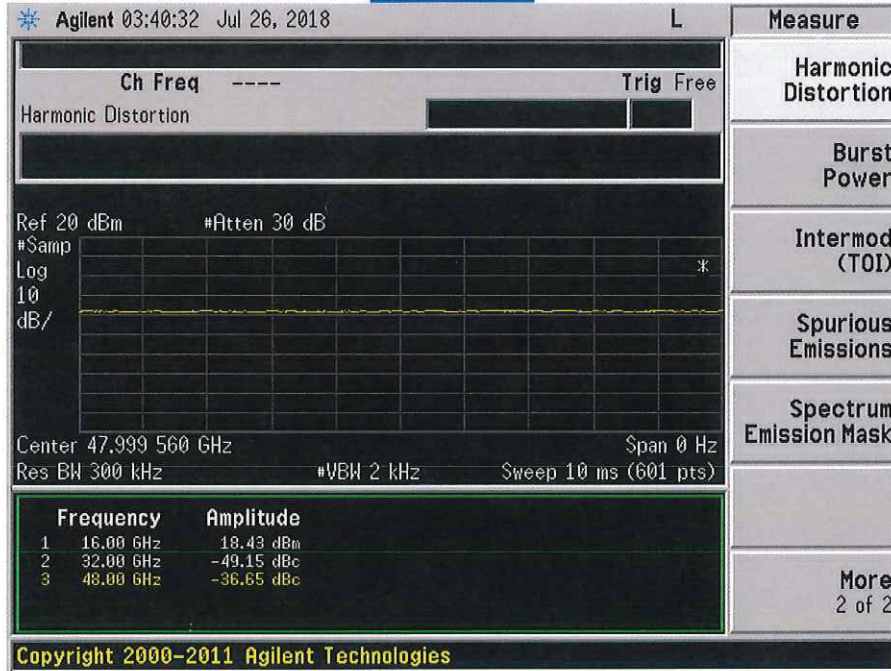 Agilent 03:40:32 Jul 26, 2018 L
Measure
Ch Freq ---- Trig Free
Harmonic Distortion
Harmonic
Distortion
Burst
Power
Intermod
(TOI)
Spurious
Emissions
Spectrum
Emission Mask
More
2 of 2
Ref 20 dBm #Atten 30 dB
#Samp
Log
10
dB/
*
Center 47.999 560 GHz Span 0 Hz
Res BW 300 kHz #VBW 2 kHz Sweep 10 ms (601 pts)
Frequency Amplitude
1 16.00 GHz 18.43 dBm
2 32.00 GHz -49.15 dBc
3 48.00 GHz -36.65 dBc
Copyright 2000-2011 Agilent Technologies